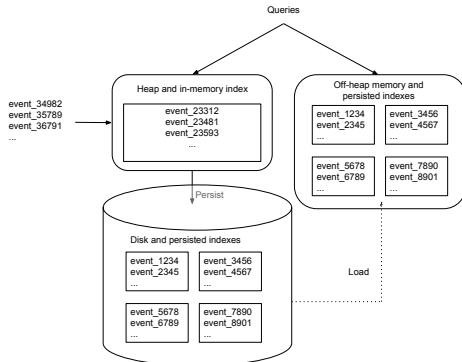 Queries
Heap and in-memory index
event_23312
event_23481
event_23593
...
Off-heap memory and
persisted indexes
event_1234
event_2345
...
event_3456
event_4567
...
event_5678
event_6789
...
event_7890
event_8901
...
event_34982
event_35789
event_36791
...
Persist
Disk and persisted indexes
event_1234
event_2345
...
event_3456
event_4567
...
event_5678
event_6789
...
event_7890
event_8901
...
Load